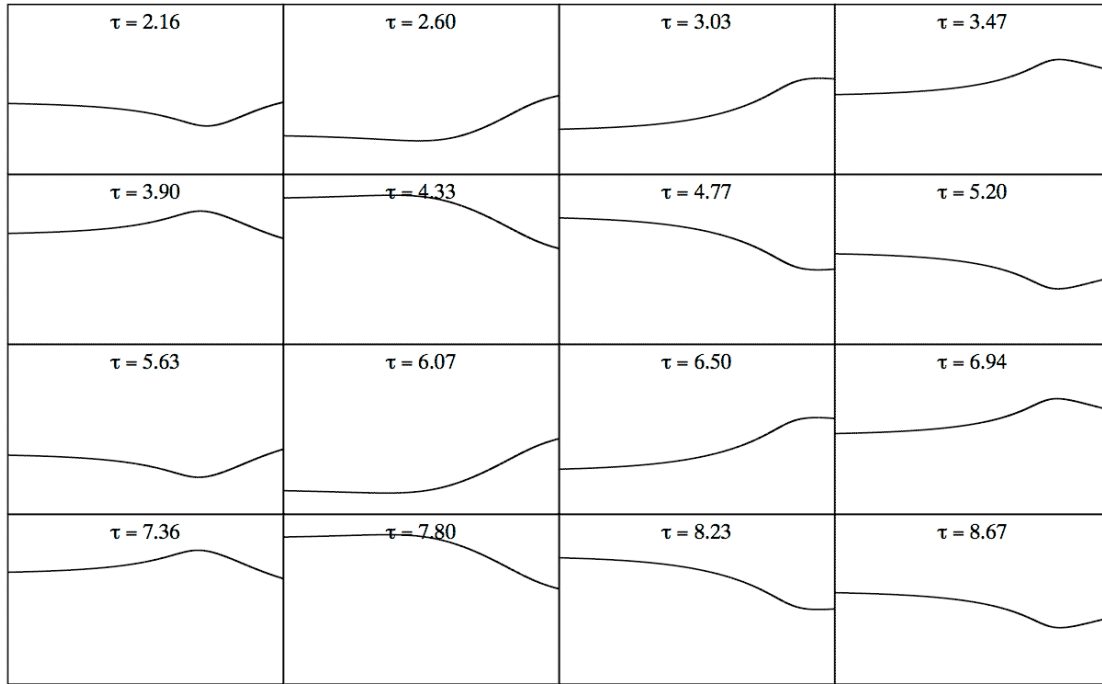 τ = 2.16
τ = 2.60
τ = 3.03
τ = 3.47
τ = 3.90
τ = 4.33
τ = 4.77
τ = 5.20
τ = 5.63
τ = 6.07
τ = 6.50
τ = 6.94
τ = 7.36
τ = 7.80
τ = 8.23
τ = 8.67